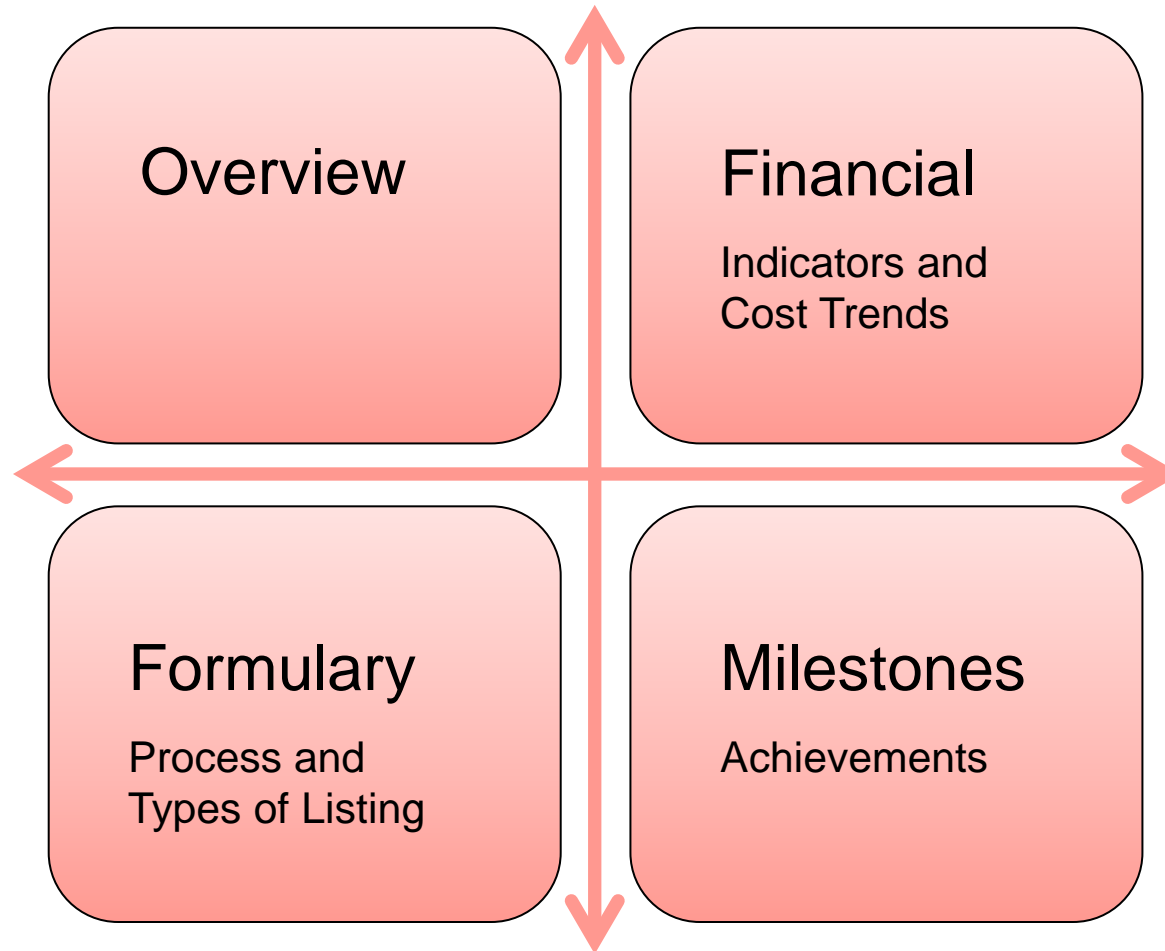 Overview
Financial
Indicators and
Cost Trends
Formulary
Process and
Types of Listing
Milestones
Achievements